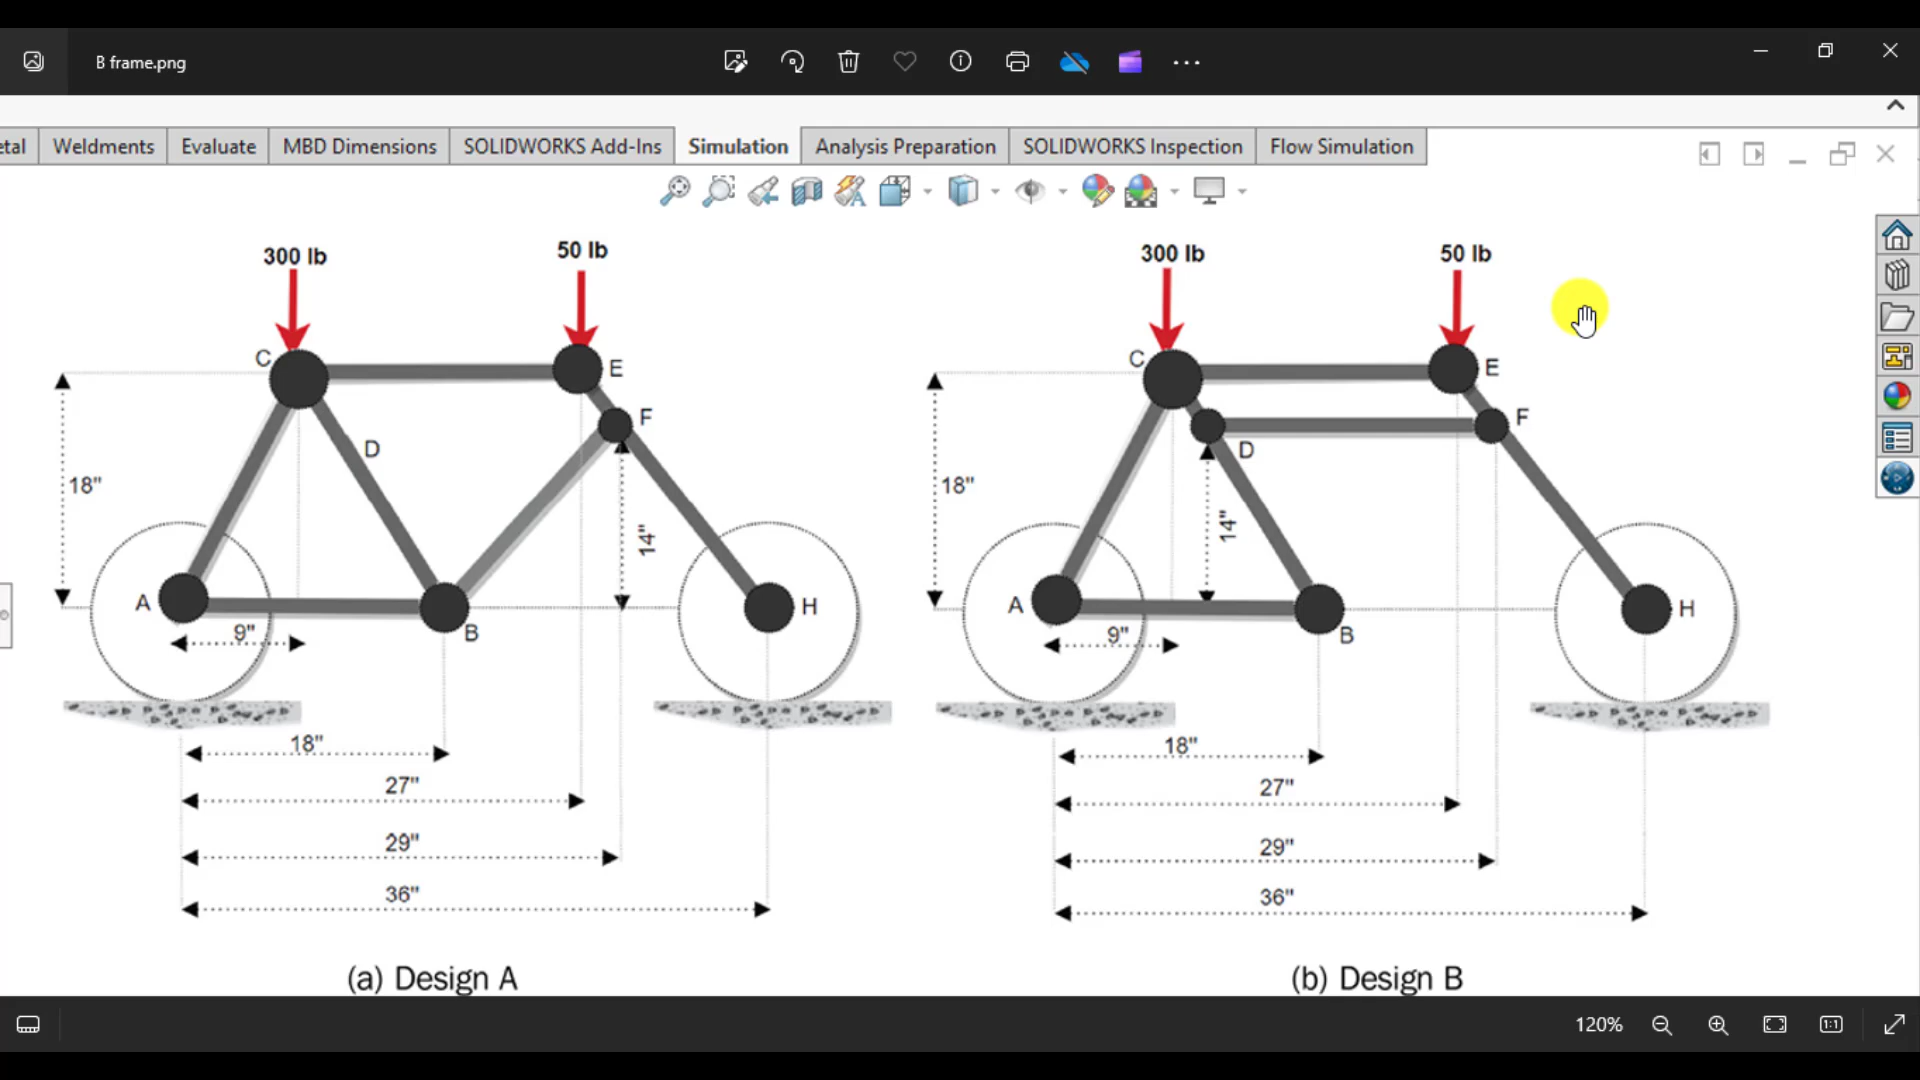 B frame.png
etal Weldments Evaluate MBD Dimensions SOLIDWORKS Add-Ins Simulation Analysis Preparation SOLIDWORKS Inspection Flow Simulation
300 lb 50 lb
C E
F
D
18"
14"
A B H
9"
18"
27"
29"
36"
(a) Design A
300 lb 50 lb
C E
F
D
18"
14"
A B H
9"
18"
27"
29"
36"
(b) Design B
120% 1:1